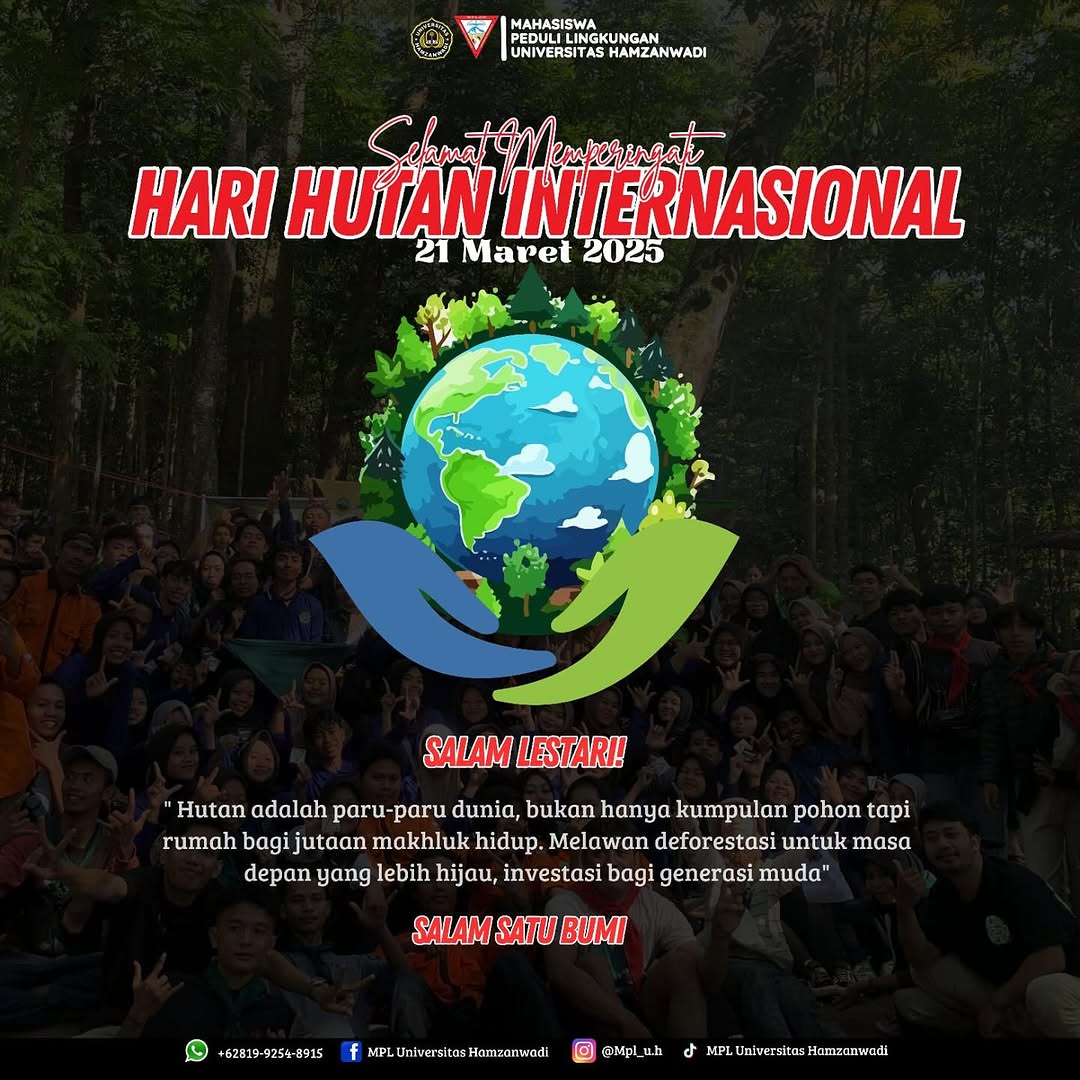 UNIVERSITAS HAMZANWADI
MAHASISWA
PEDULI LINGKUNGAN
UNIVERSITAS HAMZANWADI
Selamat Memperingati
HARI HUTAN INTERNASIONAL
21 Maret 2025
SALAM LESTARI!
" Hutan adalah paru-paru dunia, bukan hanya kumpulan pohon tapi
rumah bagi jutaan makhluk hidup. Melawan deforestasi untuk masa
depan yang lebih hijau, investasi bagi generasi muda"
SALAM SATU BUMI
+62819-9254-8915 MPL Universitas Hamzanwadi @Mpl_u.h MPL Universitas Hamzanwadi